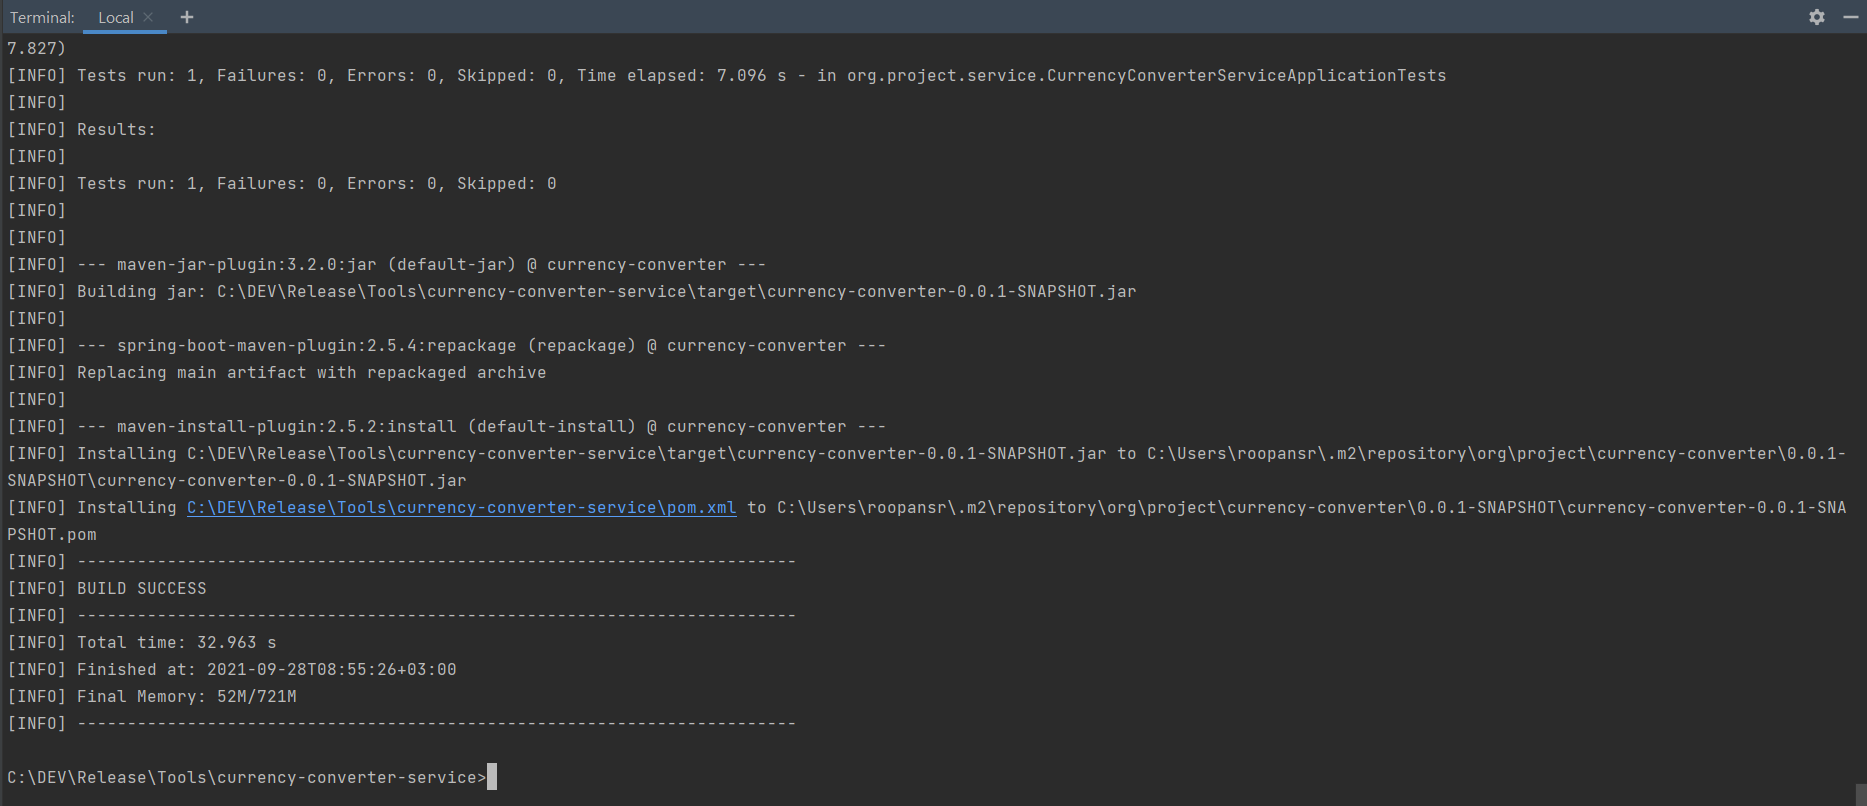 Terminal: Local × +
7.827)
[INFO] Tests run: 1, Failures: 0, Errors: 0, Skipped: 0, Time elapsed: 7.096 s - in org.project.service.CurrencyConverterServiceApplicationTests
[INFO]
[INFO] Results:
[INFO]
[INFO] Tests run: 1, Failures: 0, Errors: 0, Skipped: 0
[INFO]
[INFO]
[INFO] --- maven-jar-plugin:3.2.0:jar (default-jar) @ currency-converter ---
[INFO] Building jar: C:\DEV\Release\Tools\currency-converter-service\target\currency-converter-0.0.1-SNAPSHOT.jar
[INFO]
[INFO] --- spring-boot-maven-plugin:2.5.4:repackage (repackage) @ currency-converter ---
[INFO] Replacing main artifact with repackaged archive
[INFO]
[INFO] --- maven-install-plugin:2.5.2:install (default-install) @ currency-converter ---
[INFO] Installing C:\DEV\Release\Tools\currency-converter-service\target\currency-converter-0.0.1-SNAPSHOT.jar to C:\Users\roopansr\.m2\repository\org\project\currency-converter\0.0.1-
SNAPSHOT\currency-converter-0.0.1-SNAPSHOT.jar
[INFO] Installing C:\DEV\Release\Tools\currency-converter-service\pom.xml to C:\Users\roopansr\.m2\repository\org\project\currency-converter\0.0.1-SNAPSHOT\currency-converter-0.0.1-SNA
PSHOT.pom
[INFO] ------------------------------------------------------------------------
[INFO] BUILD SUCCESS
[INFO] ------------------------------------------------------------------------
[INFO] Total time: 32.963 s
[INFO] Finished at: 2021-09-28T08:55:26+03:00
[INFO] Final Memory: 52M/721M
[INFO] ------------------------------------------------------------------------
C:\DEV\Release\Tools\currency-converter-service>